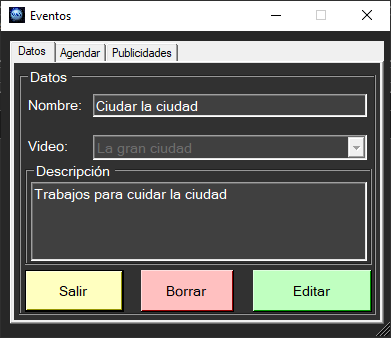 Eventos
Datos Agendar Publicidades
Datos
Nombre: Ciudar la ciudad
Video: La gran ciudad
Descripción
Trabajos para cuidar la ciudad
Salir Borrar Editar